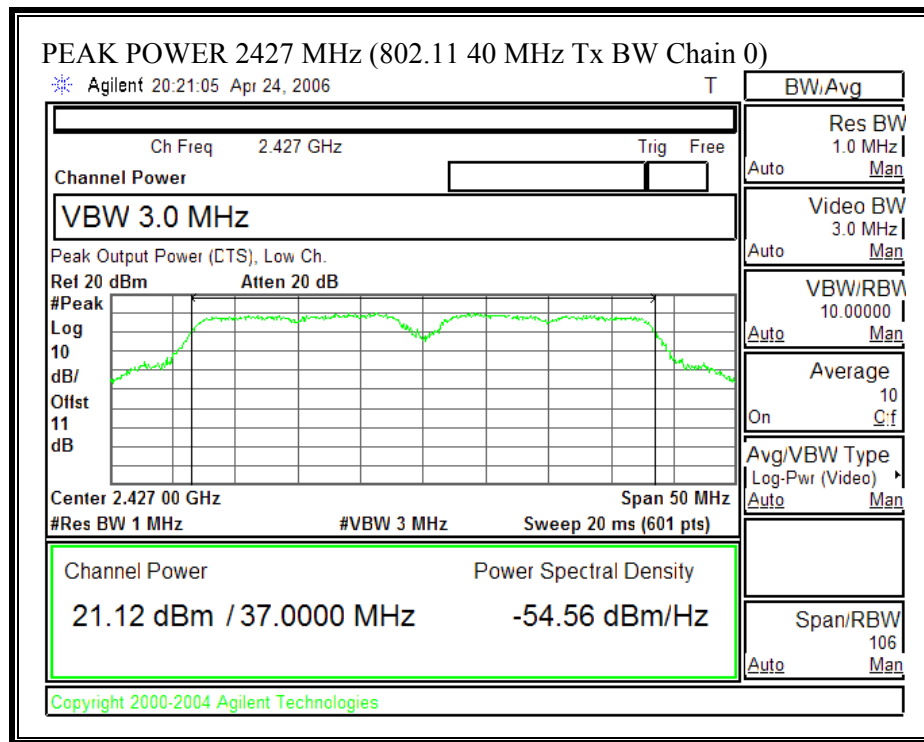 PEAK POWER 2427 MHz (802.11 40 MHz Tx BW Chain 0)
Agilent 20:21:05 Apr 24, 2006 T
BW/Avg
Ch Freq 2.427 GHz Trig Free
Channel Power
VBW 3.0 MHz
Peak Output Power (DTS), Low Ch.
Ref 20 dBm Atten 20 dB
#Peak
Log
10
dB/
Offst
11
dB
Center 2.427 00 GHz Span 50 MHz
#Res BW 1 MHz #VBW 3 MHz Sweep 20 ms (601 pts)
Channel Power Power Spectral Density
21.12 dBm / 37.0000 MHz -54.56 dBm/Hz
Copyright 2000-2004 Agilent Technologies
Res BW
1.0 MHz
Auto Man
Video BW
3.0 MHz
Auto Man
VBW/RBW
10.00000
Auto Man
Average
10
On Off
Avg/VBW Type
Log-Pwr (Video)
Auto Man
Span/RBW
106
Auto Man